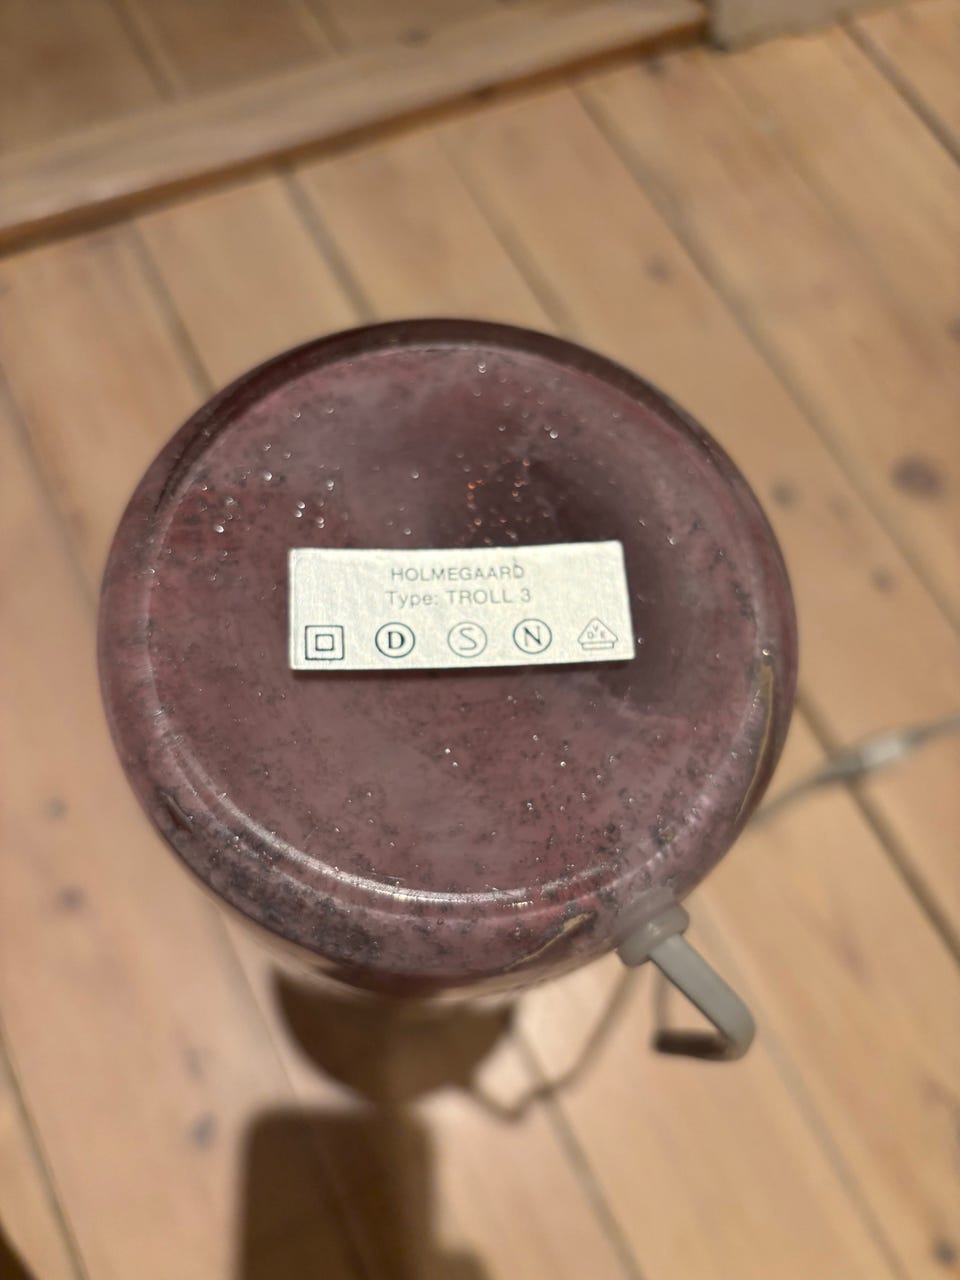 HOLMEGAARD
Type: TROLL 3
D S N D V E